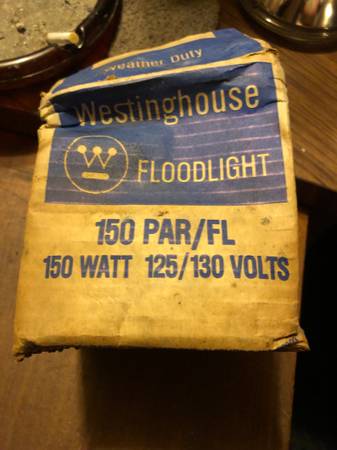 Weather Duty
Westinghouse
W
FLOODLIGHT
150 PAR/FL
150 WATT 125/130 VOLTS